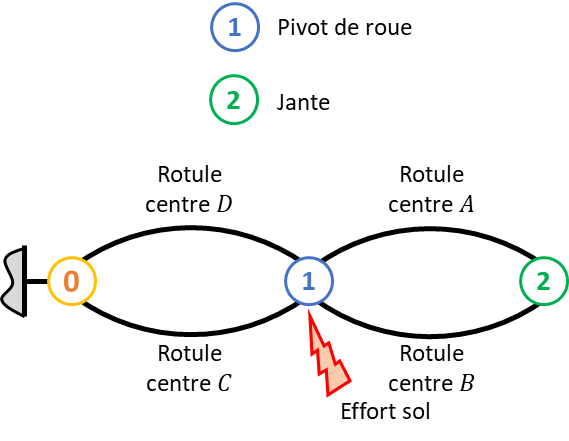 1 Pivot de roue
2 Jante
Rotule
centre D
Rotule
centre A
0
1
2
Rotule
centre C
Rotule
centre B
Effort sol